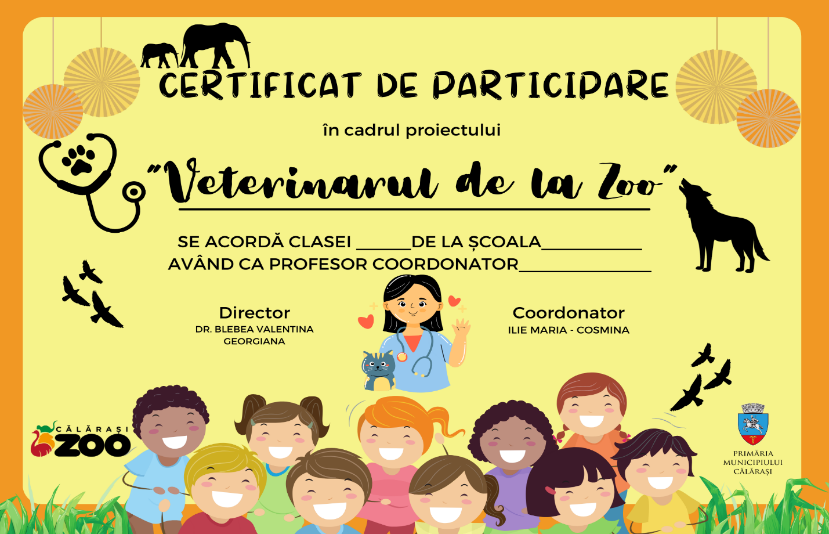 CERTIFICAT DE PARTICIPARE
în cadrul proiectului
"Veterinarul de la Zoo"
SE ACORDĂ CLASEI ______DE LA ȘCOALA___________
AVÂND CA PROFESOR COORDONATOR______________
Director
DR. BLEBEA VALENTINA
GEORGIANA
Coordonator
ILIE MARIA - COSMINA
CĂLĂRAȘI
ZOO
PRIMĂRIA
MUNICIPIULUI
CĂLĂRAȘI